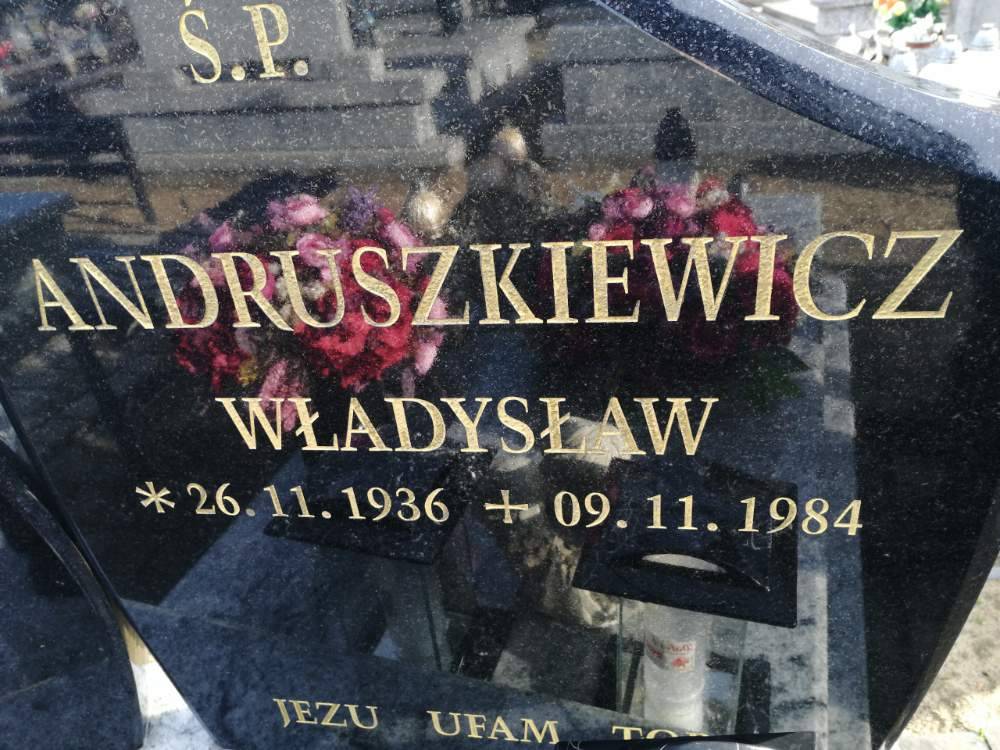 Ś.P.
ANDRUSZKIEWICZ
WŁADYSŁAW
* 26.11.1936 + 09.11.1984
JEZU UFAM